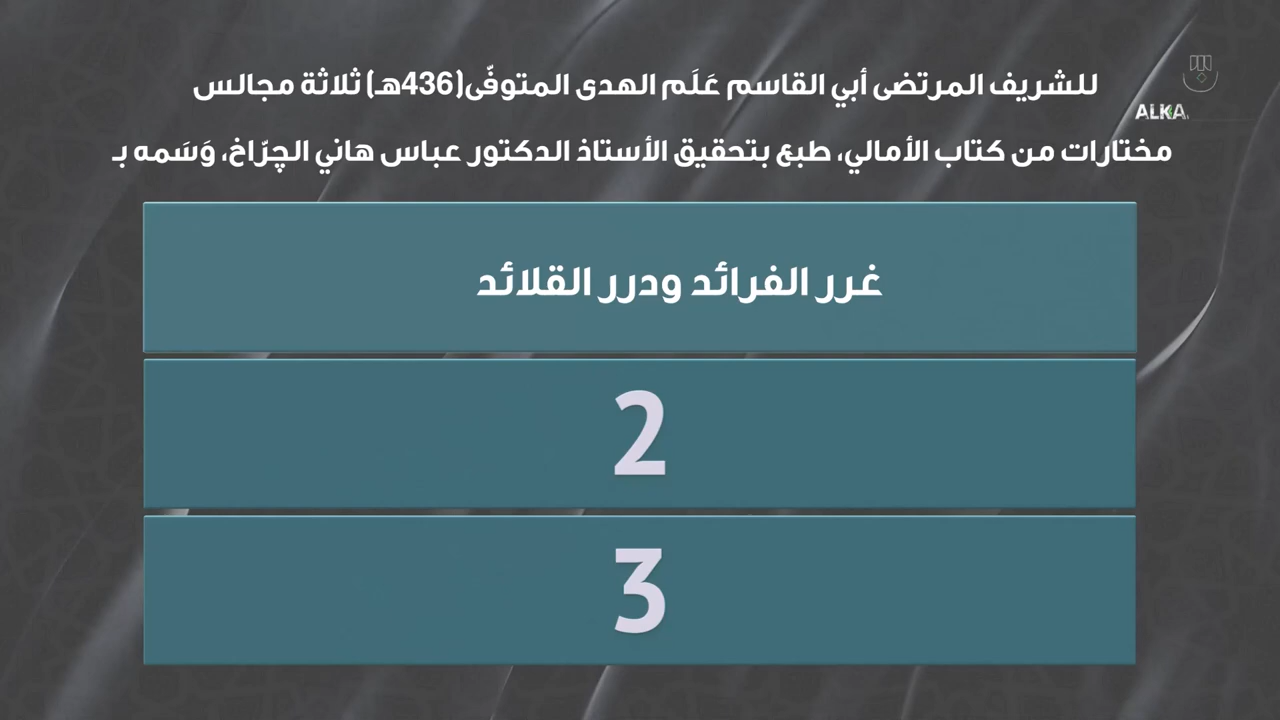 للشريف المرتضى أبي القاسم عَلَم الهدى المتوفّى(436هـ) ثلاثة مجالس
ALKA
مختارات من كتاب الأمالي، طبع بتحقيق الأستاذ الدكتور عباس هاني الچرّاخ، وَسَمه بـ
غرر الفرائد ودرر القلائد
2
3